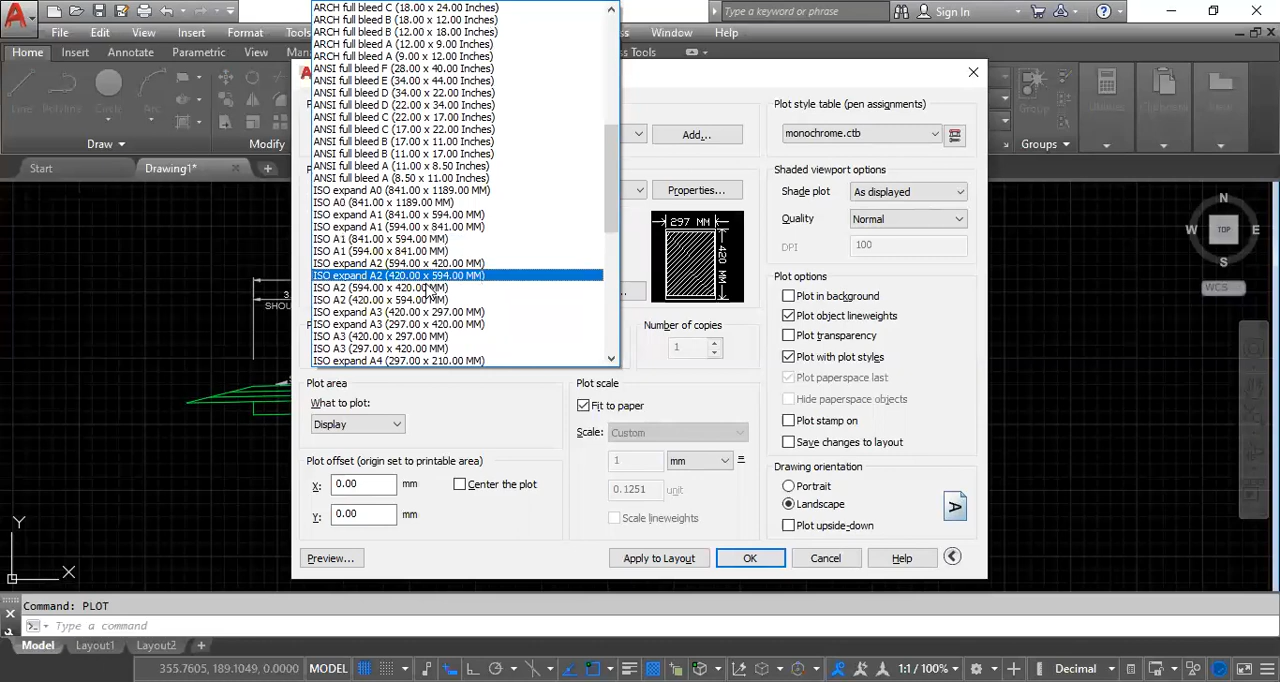 Type a keyword or phrase
Sign In
File Edit View Insert Format Tools
Window Help
Home Insert Annotate Parametric View
Tools
Line
Circle
Arc
Draw
Modify
Group
Groups
Utilities
Clipboard
View
Start
Drawing1*
ARCH full bleed C (18.00 x 24.00 Inches)
ARCH full bleed B (18.00 x 12.00 Inches)
ARCH full bleed B (12.00 x 18.00 Inches)
ARCH full bleed A (12.00 x 9.00 Inches)
ARCH full bleed A (9.00 x 12.00 Inches)
ANSI full bleed F (28.00 x 40.00 Inches)
ANSI full bleed E (34.00 x 44.00 Inches)
ANSI full bleed D (34.00 x 22.00 Inches)
ANSI full bleed D (22.00 x 34.00 Inches)
ANSI full bleed C (22.00 x 17.00 Inches)
ANSI full bleed C (17.00 x 22.00 Inches)
ANSI full bleed B (17.00 x 11.00 Inches)
ANSI full bleed B (11.00 x 17.00 Inches)
ANSI full bleed A (11.00 x 8.50 Inches)
ANSI full bleed A (8.50 x 11.00 Inches)
ISO expand A0 (841.00 x 1189.00 MM)
ISO A0 (841.00 x 1189.00 MM)
ISO expand A1 (841.00 x 594.00 MM)
ISO expand A1 (594.00 x 841.00 MM)
ISO A1 (841.00 x 594.00 MM)
ISO A1 (594.00 x 841.00 MM)
ISO expand A2 (594.00 x 420.00 MM)
ISO expand A2 (420.00 x 594.00 MM)
ISO A2 (594.00 x 420.00 MM)
ISO A2 (420.00 x 594.00 MM)
ISO expand A3 (420.00 x 297.00 MM)
ISO expand A3 (297.00 x 420.00 MM)
ISO A3 (420.00 x 297.00 MM)
ISO A3 (297.00 x 420.00 MM)
ISO expand A4 (297.00 x 210.00 MM)
Add...
Properties...
297 MM
420 MM
Number of copies
1
Plot area
What to plot:
Display
Plot offset (origin set to printable area)
X: 0.00 mm
Center the plot
Y: 0.00 mm
Plot scale
Fit to paper
Scale: Custom
1 mm =
0.1251 unit
Scale lineweights
Plot style table (pen assignments)
monochrome.ctb
Shaded viewport options
Shade plot As displayed
Quality Normal
DPI 100
Plot options
Plot in background
Plot object lineweights
Plot transparency
Plot with plot styles
Plot paperspace last
Hide paperspace objects
Plot stamp on
Save changes to layout
Drawing orientation
Portrait
Landscape
Plot upside-down
A
Preview...
Apply to Layout
OK
Cancel
Help
N
W TOP E
S
WCS
Y
X
Command: PLOT
Type a command
Model Layout1 Layout2 +
355.7605, 189.1049, 0.0000 MODEL
1:1 / 100%
Decimal